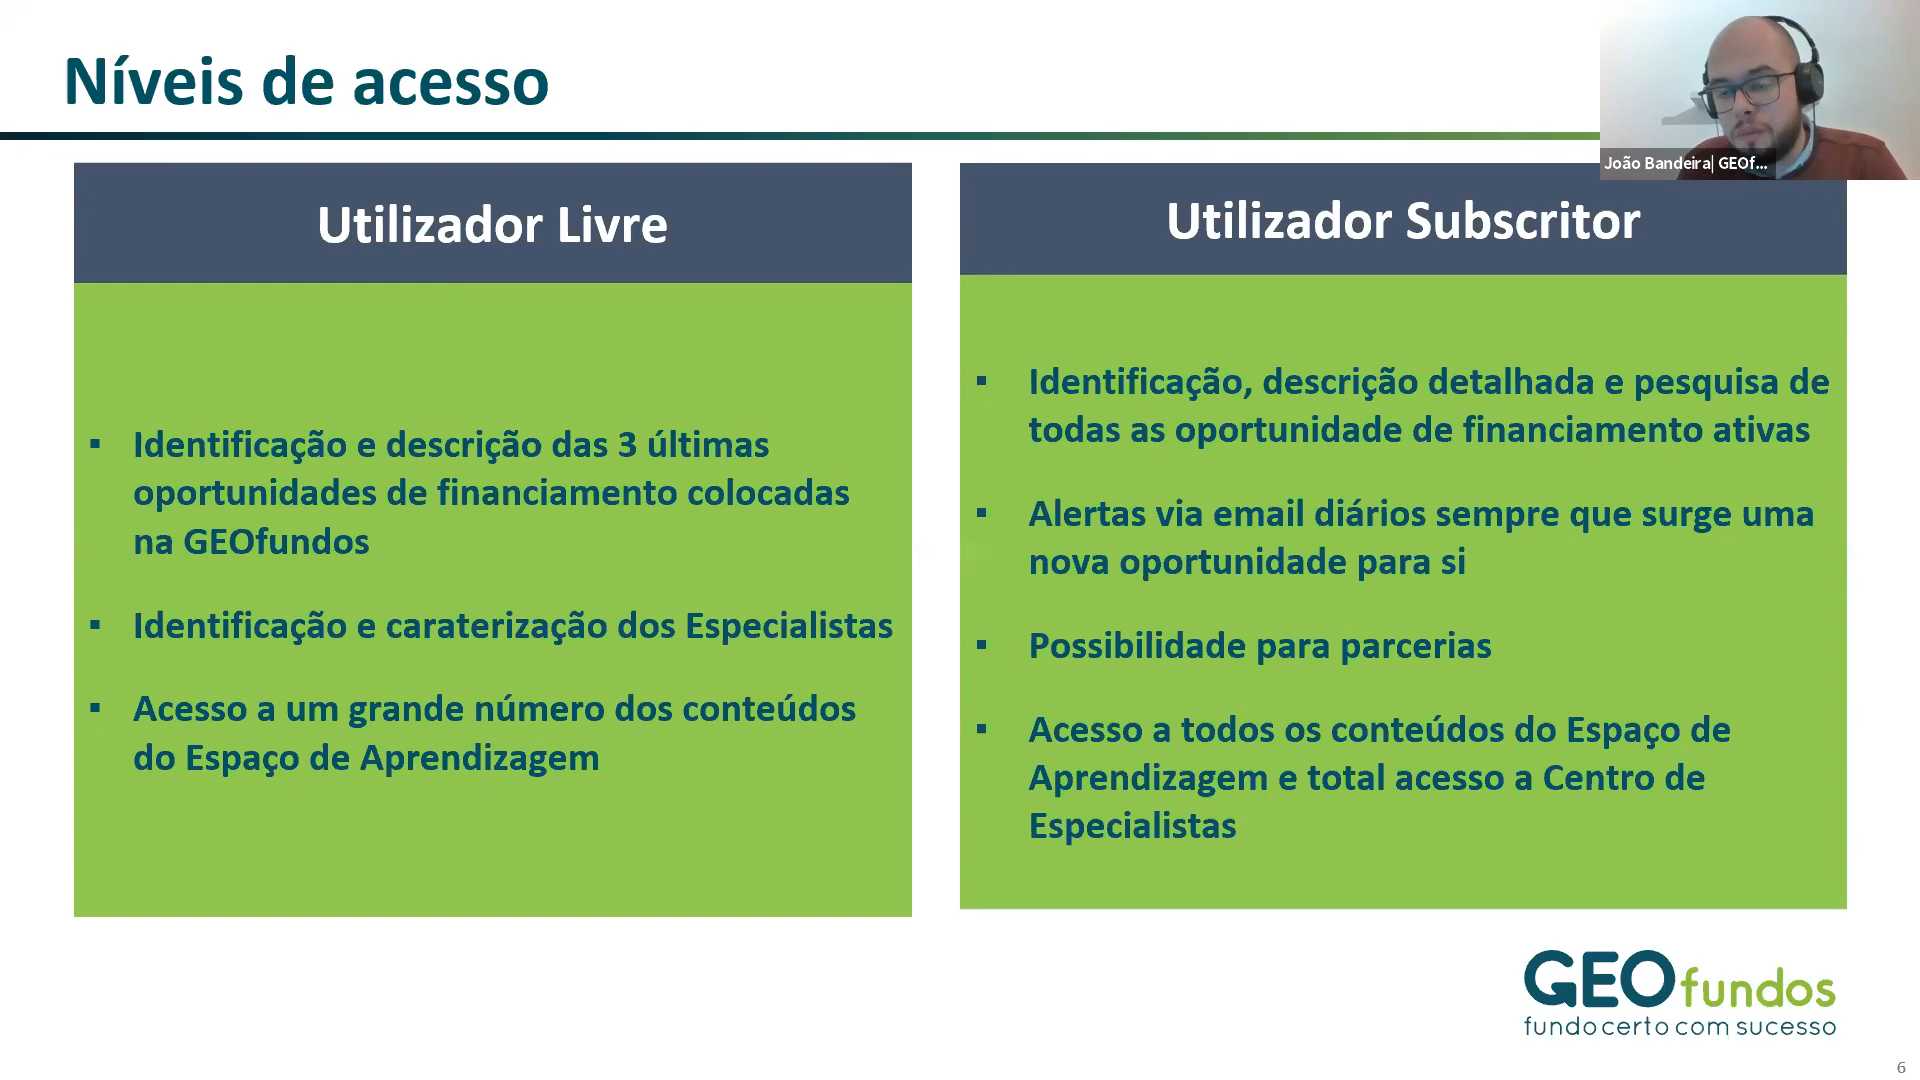 Níveis de acesso
João Bandeira| GEOf...
Utilizador Livre
▪ Identificação e descrição das 3 últimas
oportunidades de financiamento colocadas
na GEOfundos
▪ Identificação e caraterização dos Especialistas
▪ Acesso a um grande número dos conteúdos
do Espaço de Aprendizagem
Utilizador Subscritor
▪ Identificação, descrição detalhada e pesquisa de
todas as oportunidade de financiamento ativas
▪ Alertas via email diários sempre que surge uma
nova oportunidade para si
▪ Possibilidade para parcerias
▪ Acesso a todos os conteúdos do Espaço de
Aprendizagem e total acesso a Centro de
Especialistas
GEOfundos
fundo certo com sucesso
6